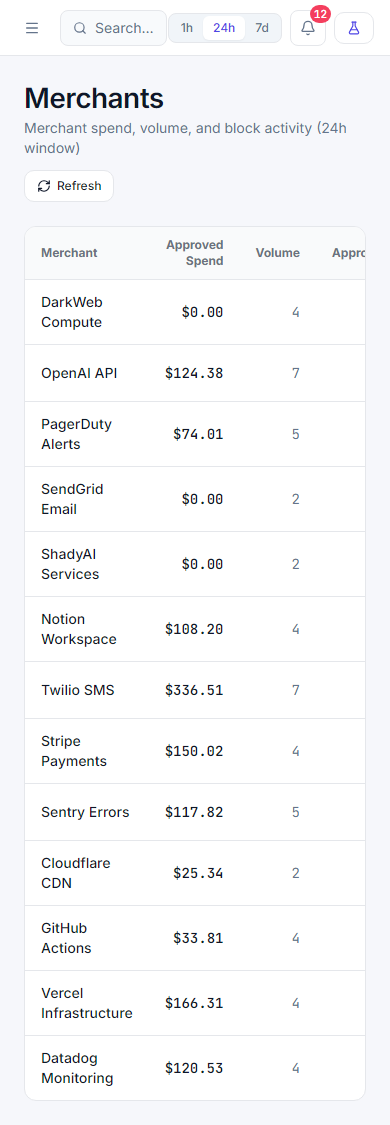 Search... 1h 24h 7d 12
Merchants
Merchant spend, volume, and block activity (24h
window)
Refresh
Merchant Approved Spend Volume Appro
DarkWeb Compute $0.00 4
OpenAI API $124.38 7
PagerDuty Alerts $74.01 5
SendGrid Email $0.00 2
ShadyAI Services $0.00 2
Notion Workspace $108.20 4
Twilio SMS $336.51 7
Stripe Payments $150.02 4
Sentry Errors $117.82 5
Cloudflare CDN $25.34 2
GitHub Actions $33.81 4
Vercel Infrastructure $166.31 4
Datadog Monitoring $120.53 4